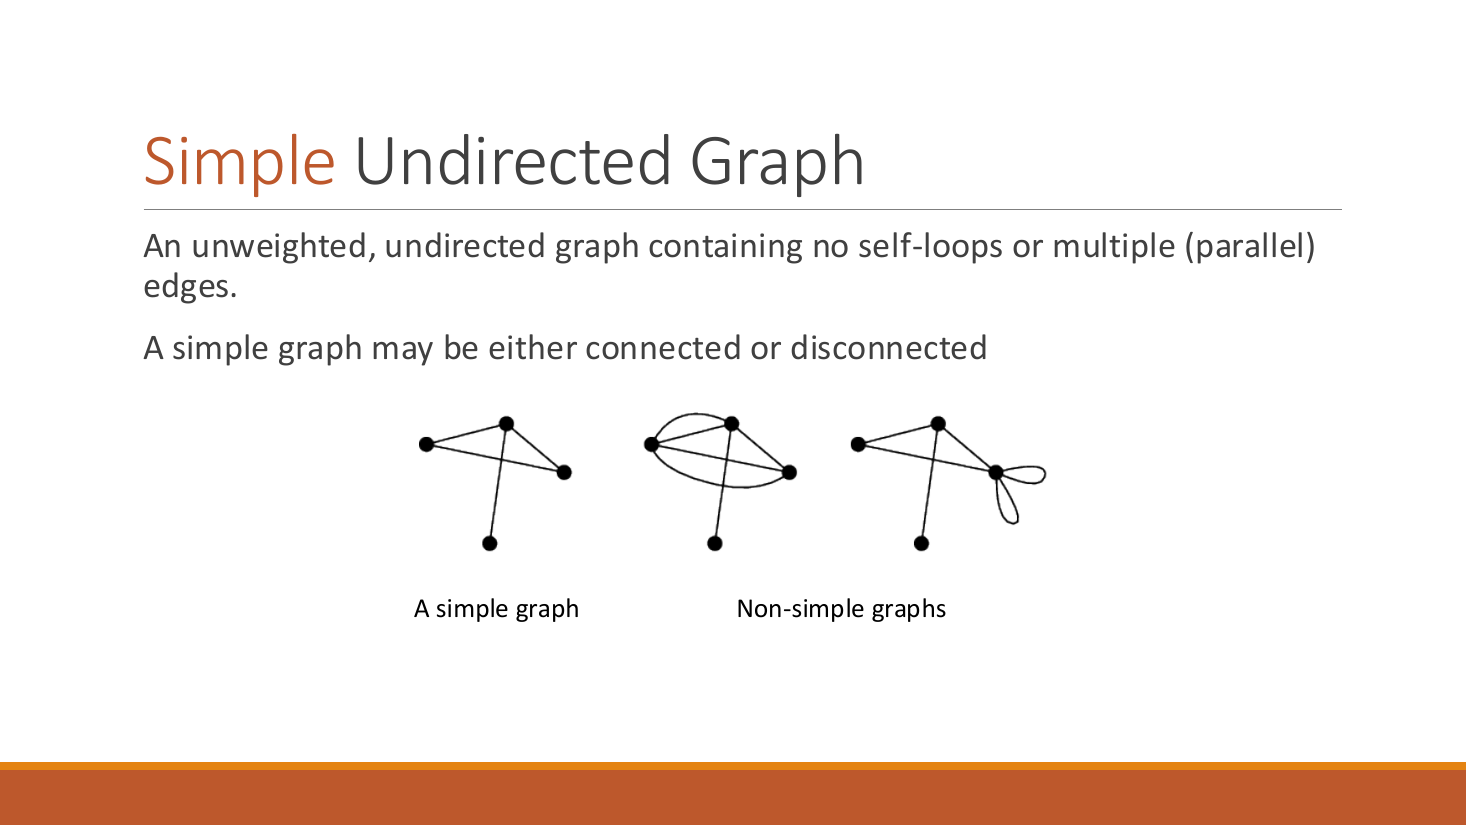 Simple Undirected Graph
An unweighted, undirected graph containing no self-loops or multiple (parallel)
edges.
A simple graph may be either connected or disconnected
A simple graph
Non-simple graphs